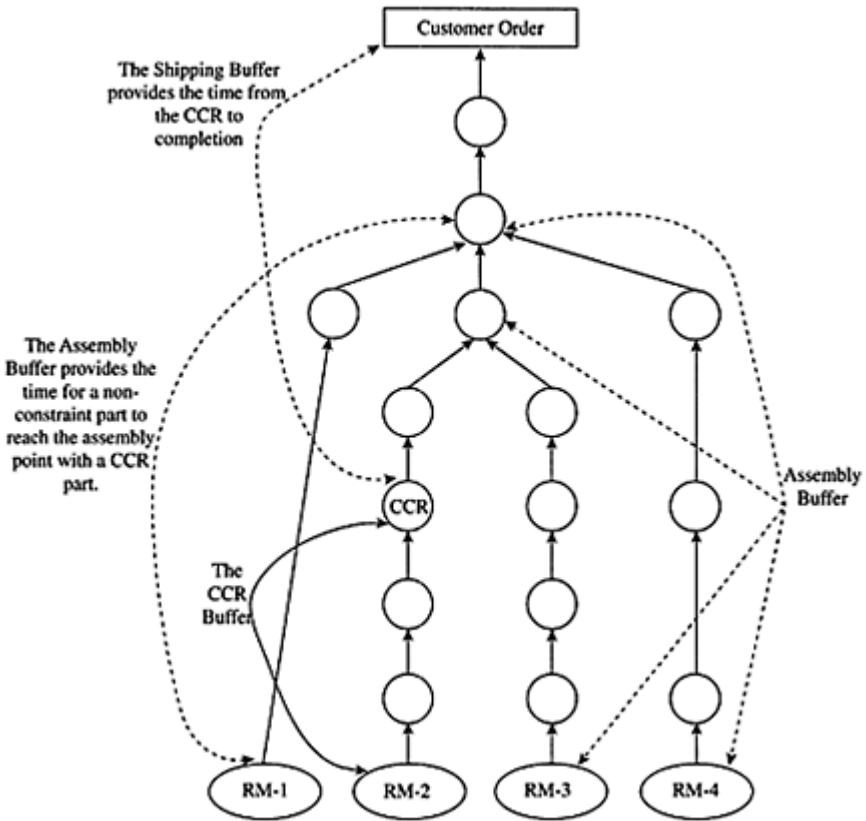 Customer Order
The Shipping Buffer
provides the time from
the CCR to
completion
The Assembly
Buffer provides the
time for a non-
constraint part to
reach the assembly
point with a CCR
part.
CCR
Assembly
Buffer
The
CCR
Buffer
RM-1
RM-2
RM-3
RM-4